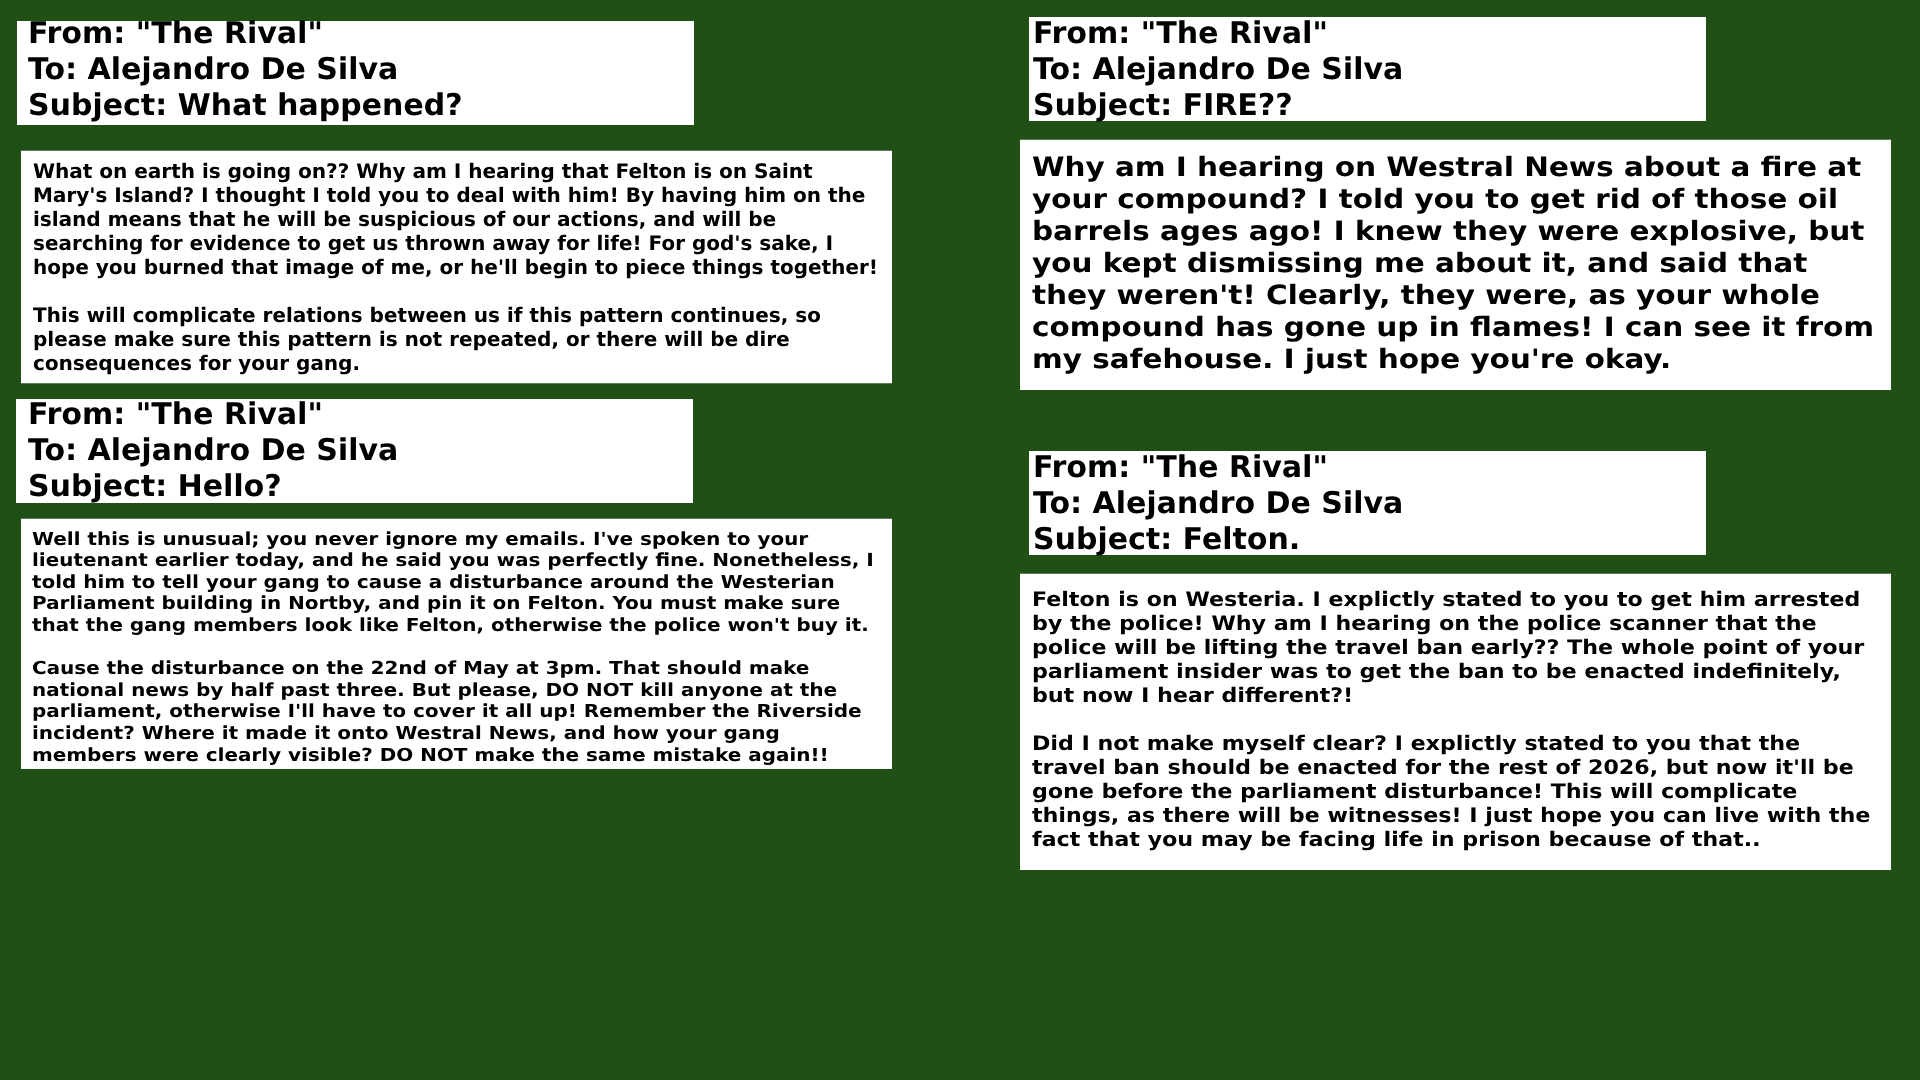 From: "The Rival"
To: Alejandro De Silva
Subject: What happened?
What on earth is going on?? Why am I hearing that Felton is on Saint
Mary's Island? I thought I told you to deal with him! By having him on the
island means that he will be suspicious of our actions, and will be
searching for evidence to get us thrown away for life! For god's sake, I
hope you burned that image of me, or he'll begin to piece things together!
This will complicate relations between us if this pattern continues, so
please make sure this pattern is not repeated, or there will be dire
consequences for your gang.
From: "The Rival"
To: Alejandro De Silva
Subject: Hello?
Well this is unusual; you never ignore my emails. I've spoken to your
lieutenant earlier today, and he said you was perfectly fine. Nonetheless, I
told him to tell your gang to cause a disturbance around the Westerian
Parliament building in Nortby, and pin it on Felton. You must make sure
that the gang members look like Felton, otherwise the police won't buy it.
Cause the disturbance on the 22nd of May at 3pm. That should make
national news by half past three. But please, DO NOT kill anyone at the
parliament, otherwise I'll have to cover it all up! Remember the Riverside
incident? Where it made it onto Westral News, and how your gang
members were clearly visible? DO NOT make the same mistake again!!
From: "The Rival"
To: Alejandro De Silva
Subject: FIRE??
Why am I hearing on Westral News about a fire at
your compound? I told you to get rid of those oil
barrels ages ago! I knew they were explosive, but
you kept dismissing me about it, and said that
they weren't! Clearly, they were, as your whole
compound has gone up in flames! I can see it from
my safehouse. I just hope you're okay.
From: "The Rival"
To: Alejandro De Silva
Subject: Felton.
Felton is on Westeria. I explictly stated to you to get him arrested
by the police! Why am I hearing on the police scanner that the
police will be lifting the travel ban early?? The whole point of your
parliament insider was to get the ban to be enacted indefinitely,
but now I hear different?!
Did I not make myself clear? I explictly stated to you that the
travel ban should be enacted for the rest of 2026, but now it'll be
gone before the parliament disturbance! This will complicate
things, as there will be witnesses! I just hope you can live with the
fact that you may be facing life in prison because of that..